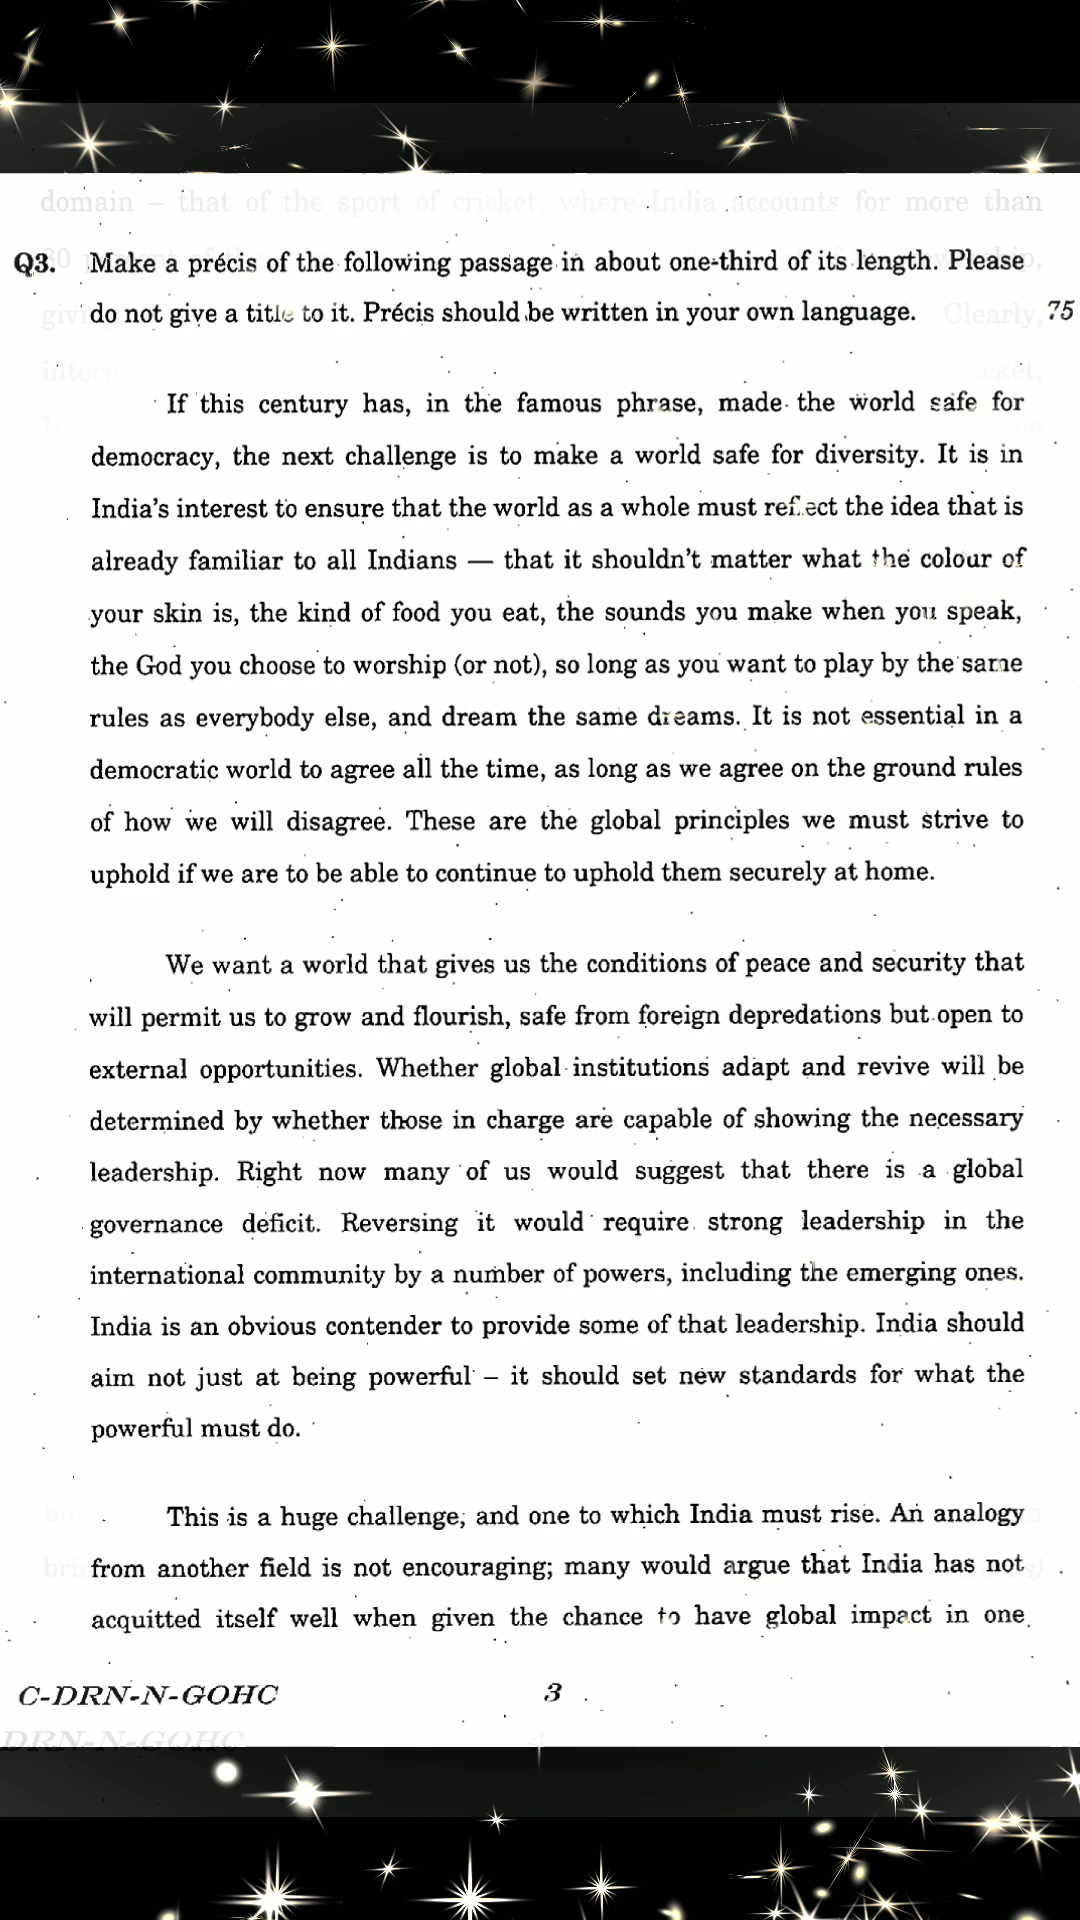 domain – that of the sport of cricket, where India accounts for more than
Q3. Make a précis of the following passage in about one-third of its length. Please
do not give a title to it. Précis should be written in your own language. 75
Clearly,
If this century has, in the famous phrase, made the world safe for
democracy, the next challenge is to make a world safe for diversity. It is in
India's interest to ensure that the world as a whole must reflect the idea that is
already familiar to all Indians — that it shouldn't matter what the colour of
your skin is, the kind of food you eat, the sounds you make when you speak,
the God you choose to worship (or not), so long as you want to play by the same
rules as everybody else, and dream the same dreams. It is not essential in a
democratic world to agree all the time, as long as we agree on the ground rules
of how we will disagree. These are the global principles we must strive to
uphold if we are to be able to continue to uphold them securely at home.
We want a world that gives us the conditions of peace and security that
will permit us to grow and flourish, safe from foreign depredations but open to
external opportunities. Whether global institutions adapt and revive will be
determined by whether those in charge are capable of showing the necessary
leadership. Right now many of us would suggest that there is a global
governance deficit. Reversing it would require strong leadership in the
international community by a number of powers, including the emerging ones.
India is an obvious contender to provide some of that leadership. India should
aim not just at being powerful – it should set new standards for what the
powerful must do.
This is a huge challenge, and one to which India must rise. An analogy
from another field is not encouraging; many would argue that India has not
acquitted itself well when given the chance to have global impact in one
C-DRN-N-GOHC 3
DRN-N-GOHC